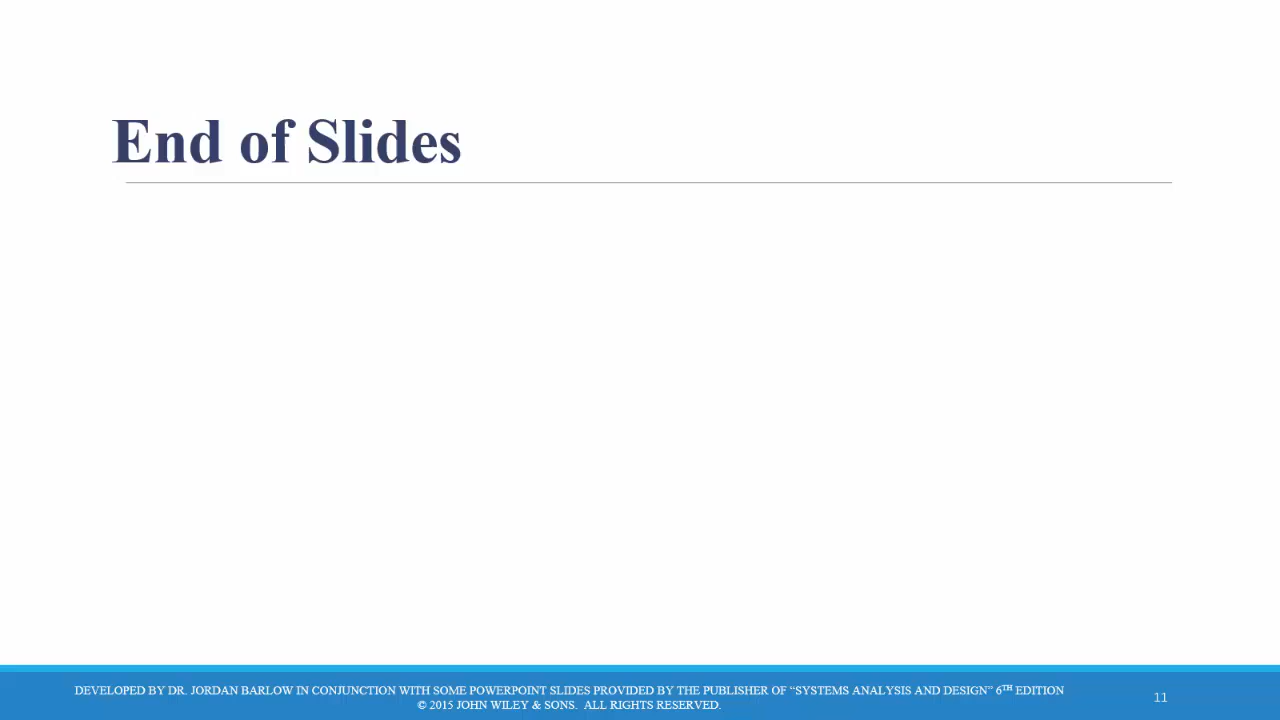 End of Slides
DEVELOPED BY DR. JORDAN BARLOW IN CONJUNCTION WITH SOME POWERPOINT SLIDES PROVIDED BY THE PUBLISHER OF “SYSTEMS ANALYSIS AND DESIGN” 6TH EDITION
© 2015 JOHN WILEY & SONS.  ALL RIGHTS RESERVED.
11